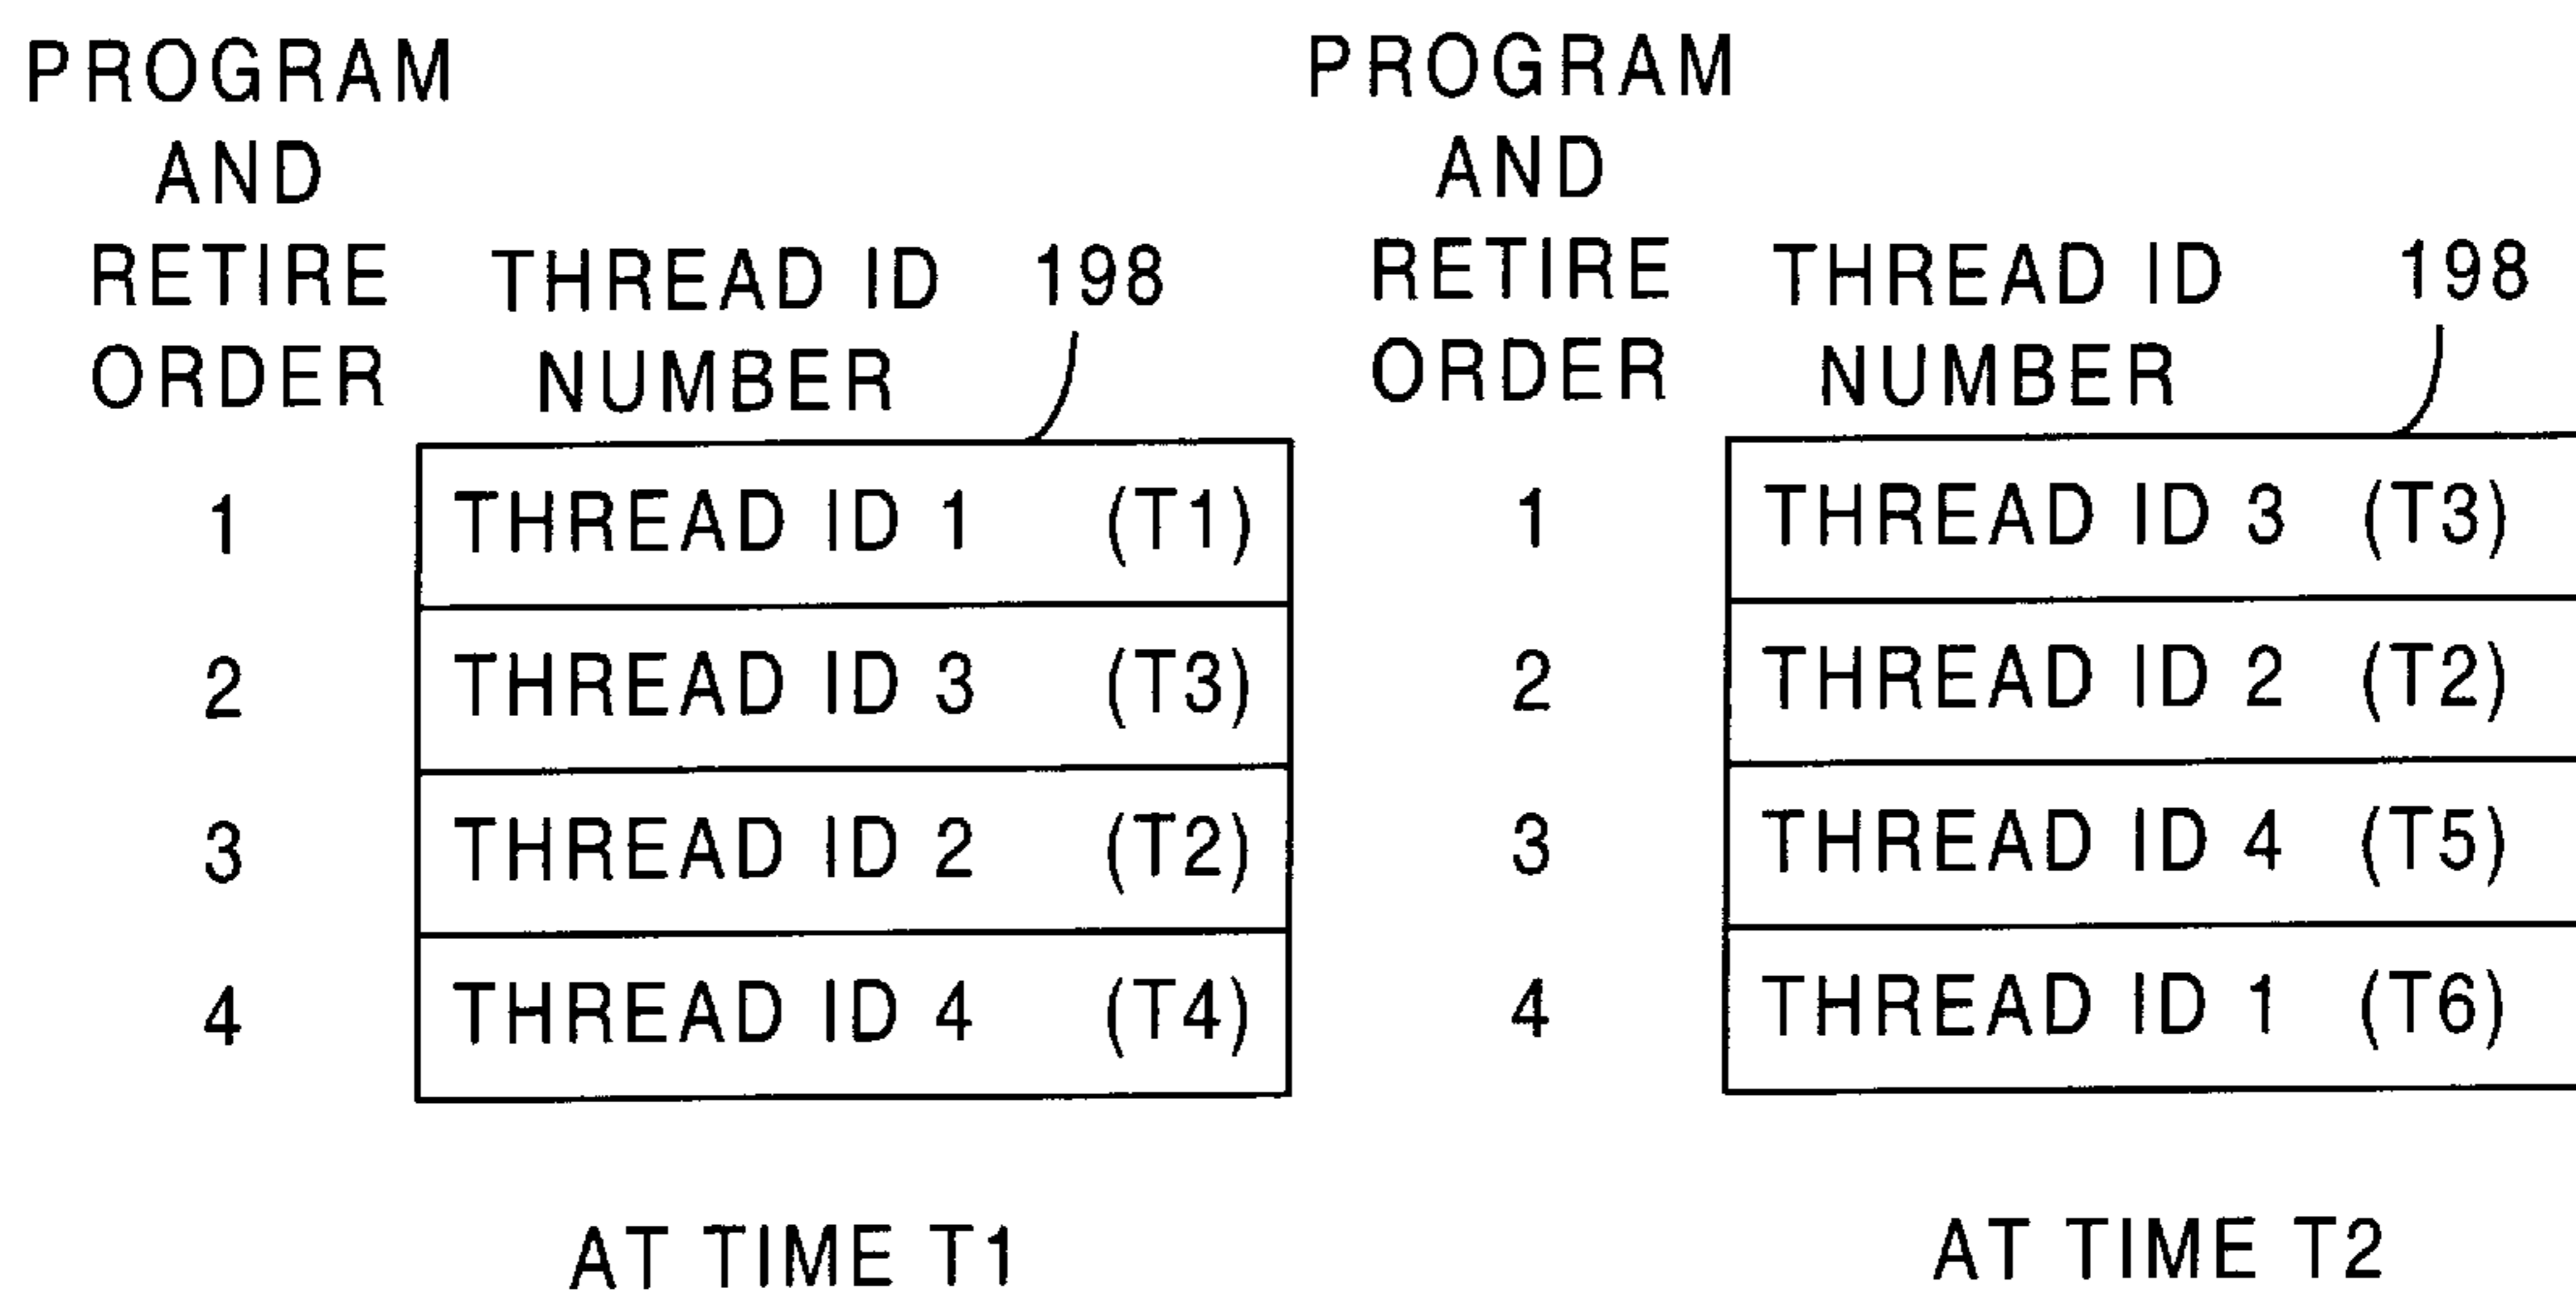 PROGRAM
AND
RETIRE
ORDER
THREAD ID
NUMBER
198
1
THREAD ID 1 (T1)
2
THREAD ID 3 (T3)
3
THREAD ID 2 (T2)
4
THREAD ID 4 (T4)
AT TIME T1
PROGRAM
AND
RETIRE
ORDER
THREAD ID
NUMBER
198
1
THREAD ID 3 (T3)
2
THREAD ID 2 (T2)
3
THREAD ID 4 (T5)
4
THREAD ID 1 (T6)
AT TIME T2